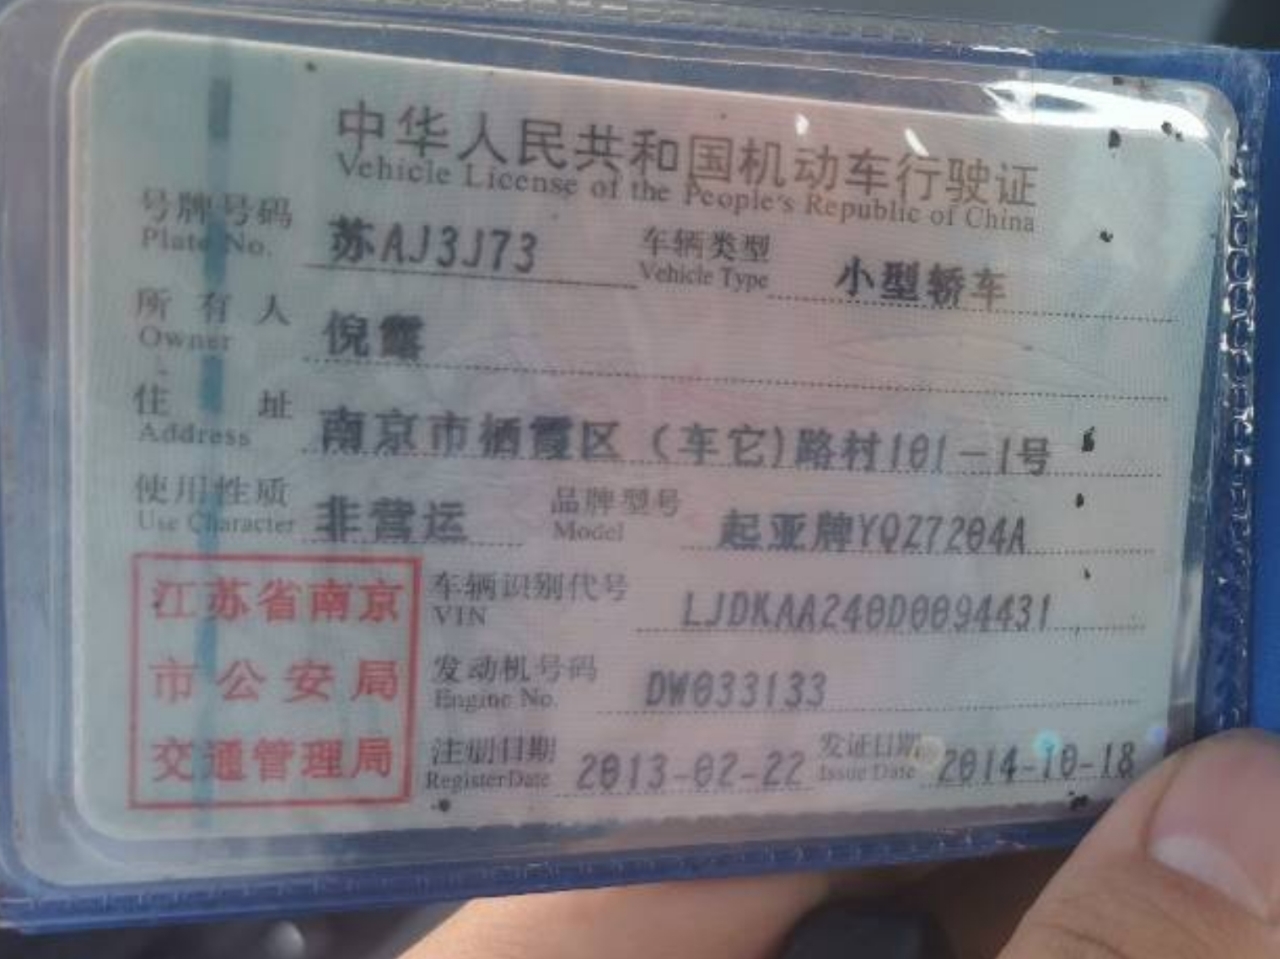 中华人民共和国机动车行驶证
Vehicle License of the People's Republic of China
号牌号码 苏AJ3J73 车辆类型 小型轿车
Plate No. Vehicle Type
所有人 倪露
Owner
住址 南京市栖霞区（车它)路村101-1号
Address
使用性质 非营运 品牌型号 起亚牌YQZ7204A
Use Character Model
江苏省南京
市公安局
交通管理局
车辆识别代号 LJDKAA240D0094431
VIN
发动机号码 DW033133
Engine No.
注册日期 2013-02-22 发证日期 2014-10-18
Register Date Issue Date